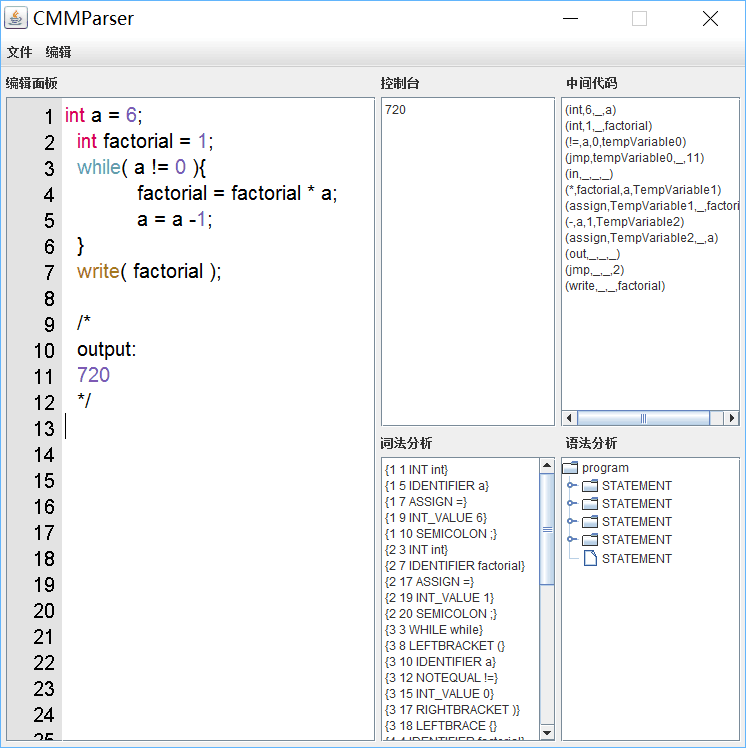 CMMParser
文件 编辑
编辑面板
1 int a = 6;
2 int factorial = 1;
3 while( a != 0 ){
4 factorial = factorial * a;
5 a = a -1;
6 }
7 write( factorial );
8
9 /*
10 output:
11 720
12 */
13
14
15
16
17
18
19
20
21
22
23
24
25
控制台
720
中间代码
(int,6,_,a)
(int,1,_,factorial)
(!=,a,0,tempVariable0)
(jmp,tempVariable0,_,11)
(in,_,_,_)
(*,factorial,a,TempVariable1)
(assign,TempVariable1,_,factori
(-,a,1,TempVariable2)
(assign,TempVariable2,_,a)
(out,_,_,_)
(jmp,_,_,2)
(write,_,_,factorial)
词法分析
{1 1 INT int}
{1 5 IDENTIFIER a}
{1 7 ASSIGN =}
{1 9 INT_VALUE 6}
{1 10 SEMICOLON ;}
{2 3 INT int}
{2 7 IDENTIFIER factorial}
{2 17 ASSIGN =}
{2 19 INT_VALUE 1}
{2 20 SEMICOLON ;}
{3 3 WHILE while}
{3 8 LEFTBRACKET (}
{3 10 IDENTIFIER a}
{3 12 NOTEQUAL !=}
{3 15 INT_VALUE 0}
{3 17 RIGHTBRACKET )}
{3 18 LEFTBRACE {}
{4 4 IDENTIFIER factorial}
语法分析
program
STATEMENT
STATEMENT
STATEMENT
STATEMENT
STATEMENT